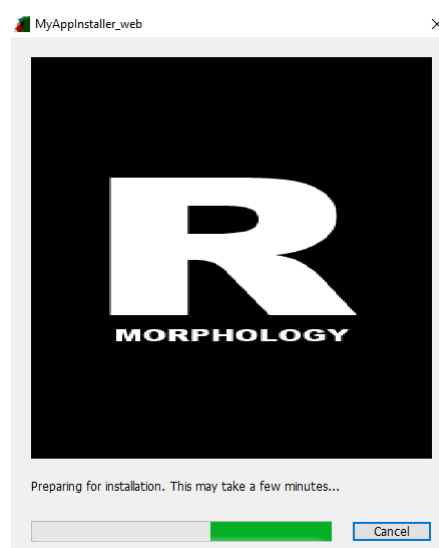 MyAppInstaller_web
R
MORPHOLOGY
Preparing for installation. This may take a few minutes...
Cancel